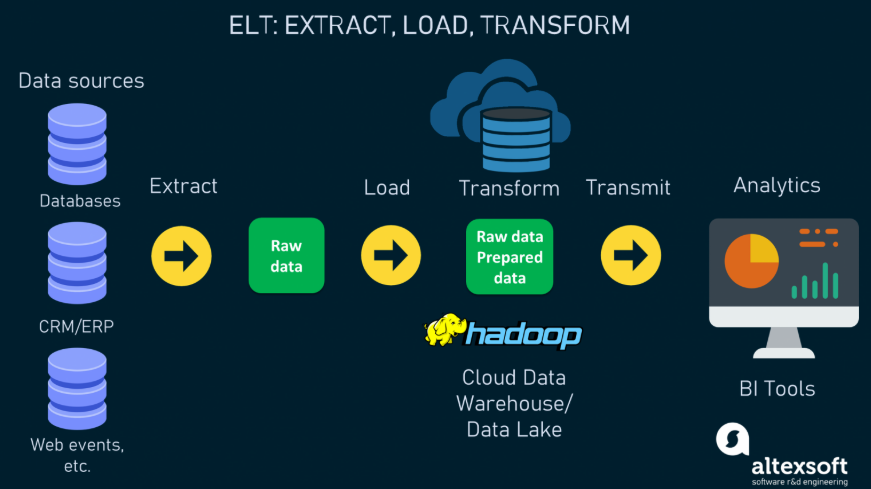 ELT: EXTRACT, LOAD, TRANSFORM
Data sources
Databases
CRM/ERP
Web events,
etc.
Extract
Raw
data
Load
Transform
Raw data
Prepared
data
hadoop
Cloud Data
Warehouse/
Data Lake
Transmit
Analytics
BI Tools
altexsoft
software r&d engineering